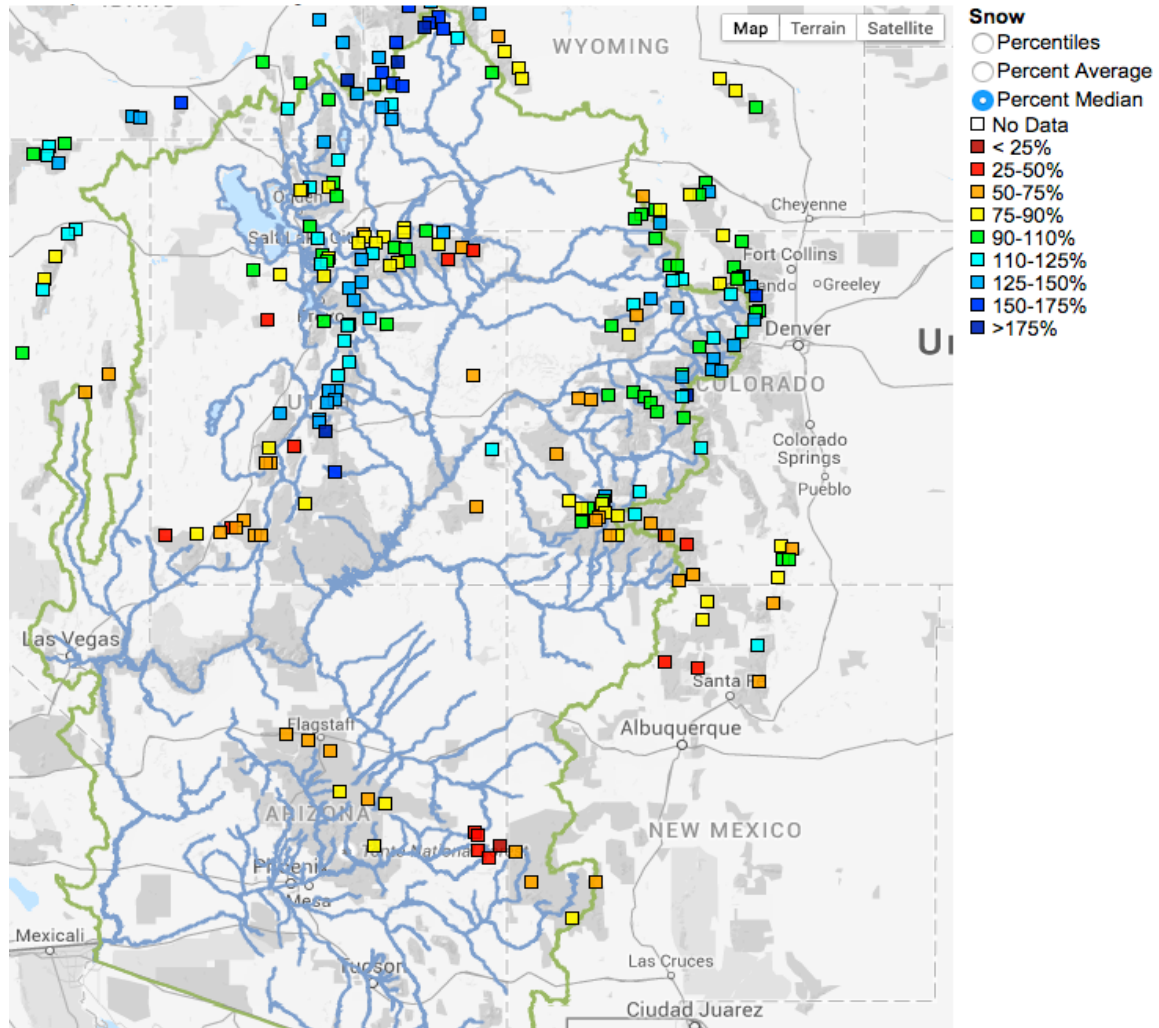 WYOMING
Map
Terrain
Satellite
Snow
Percentiles
Percent Average
Percent Median
No Data
< 25%
25-50%
50-75%
75-90%
90-110%
110-125%
125-150%
150-175%
>175%
Cheyenne
Fort Collins
Greeley
Denver
COLORADO
Colorado
Springs
Pueblo
Las Vegas
Santa
Albuquerque
Flagstaff
ARIZONA
NEW MEXICO
Phoenix
Mesa
Mexicali
Tucson
Las Cruces
Ciudad Juarez